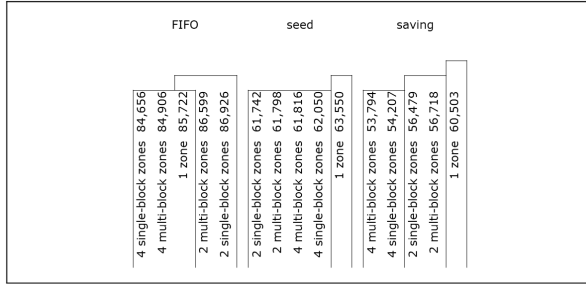 FIFO
seed
saving
4 single-block zones 84,656
4 multi-block zones 84,906
1 zone 85,722
2 multi-block zones 86,599
2 single-block zones 86,926
2 single-block zones 61,742
2 multi-block zones 61,798
4 multi-block zones 61,816
4 single-block zones 62,050
1 zone 63,550
4 multi-block zones 53,794
4 single-block zones 54,207
2 single-block zones 56,479
2 multi-block zones 56,718
1 zone 60,503